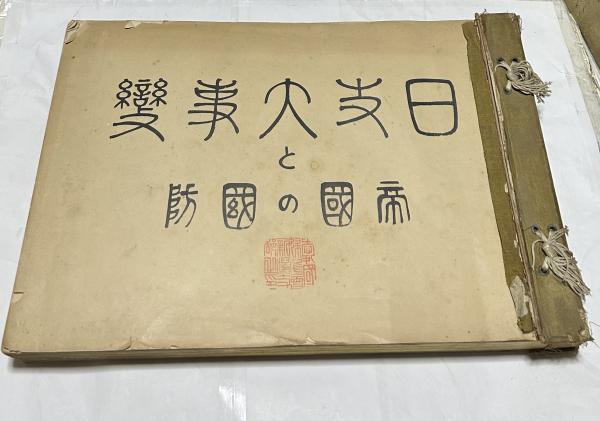 日支大事變
と
帝國の國防